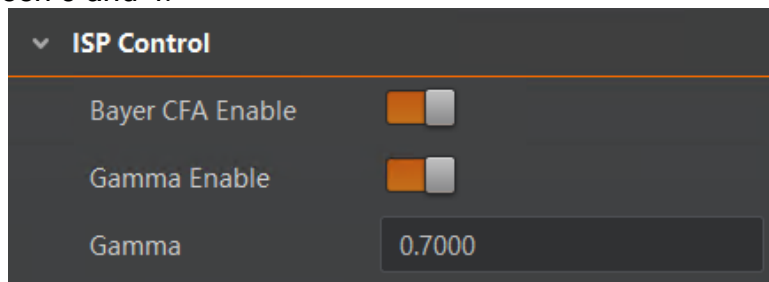 ISP Control
Bayer CFA Enable
Gamma Enable
Gamma 0.7000